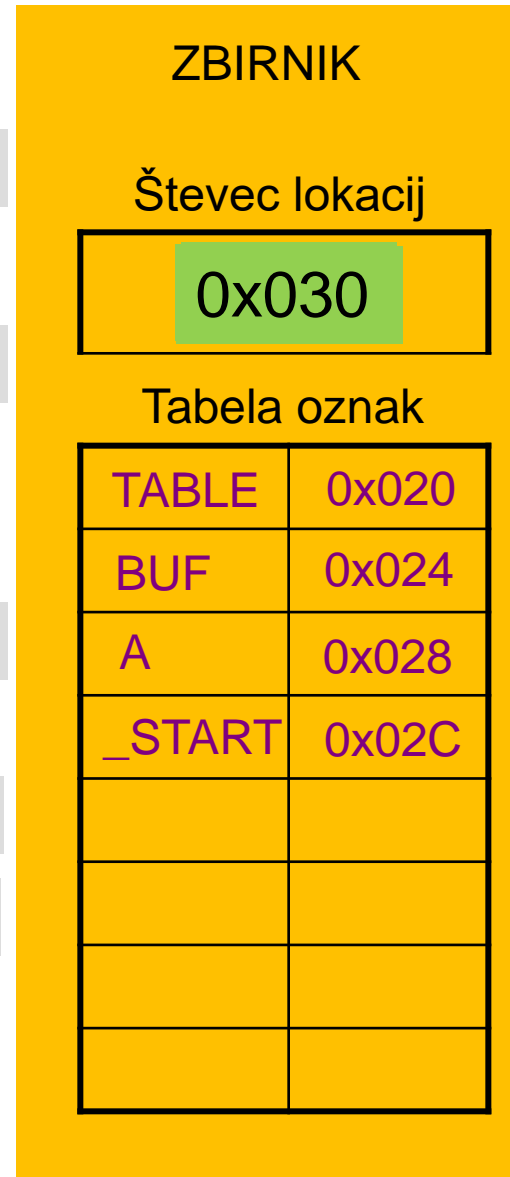 ZBIRNIK
Števec lokacij
0x030
Tabela oznak
TABLE 0x020
BUF 0x024
A 0x028
_START 0x02C